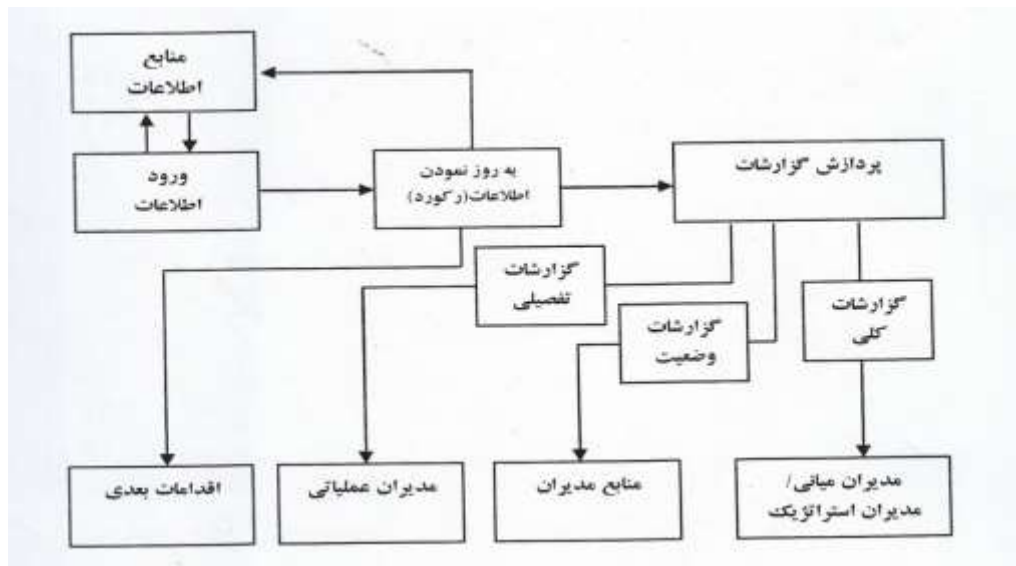 منابع
اطلاعات
ورود
اطلاعات
به روز نمودن
اطلاعات(رکورد)
پردازش گزارشات
گزارشات
تفصیلی
گزارشات
وضعیت
گزارشات
کلی
اقدامات بعدی
مدیران عملیاتی
منابع مدیران
مدیران میانی/
مدیران استراتژیک